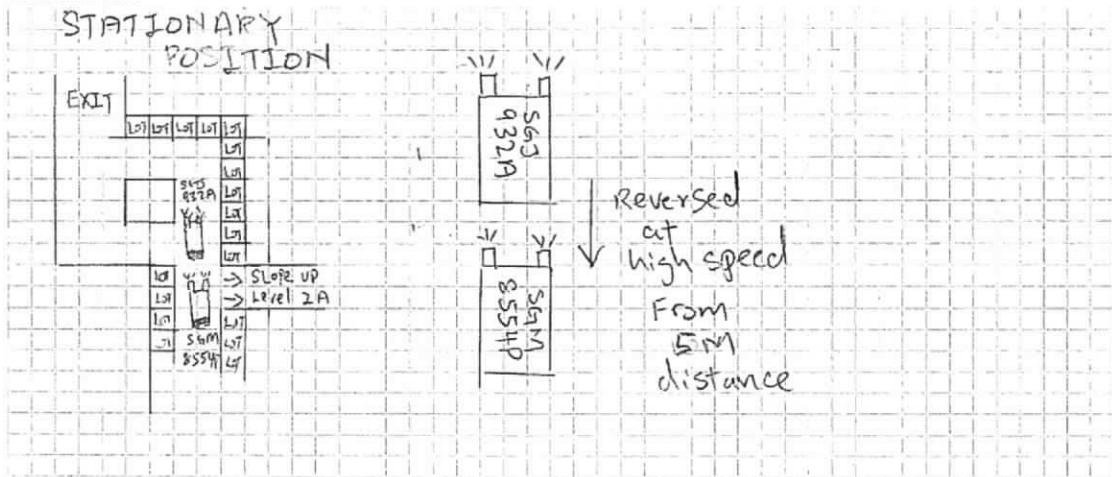 STATIONARY
POSITION
EXIT
LOT LOT LOT LOT LOT
LOT
LOT
LOT
LOT
LOT
LOT
SGJ
932A
LOT
LOT
LOT
LOT
→ SLOPE UP
→ Level 2A
LOT
LOT
LOT
SGM
SGJ
932A
SGM
8554P
Reversed
at
high speed
From
5M
distance